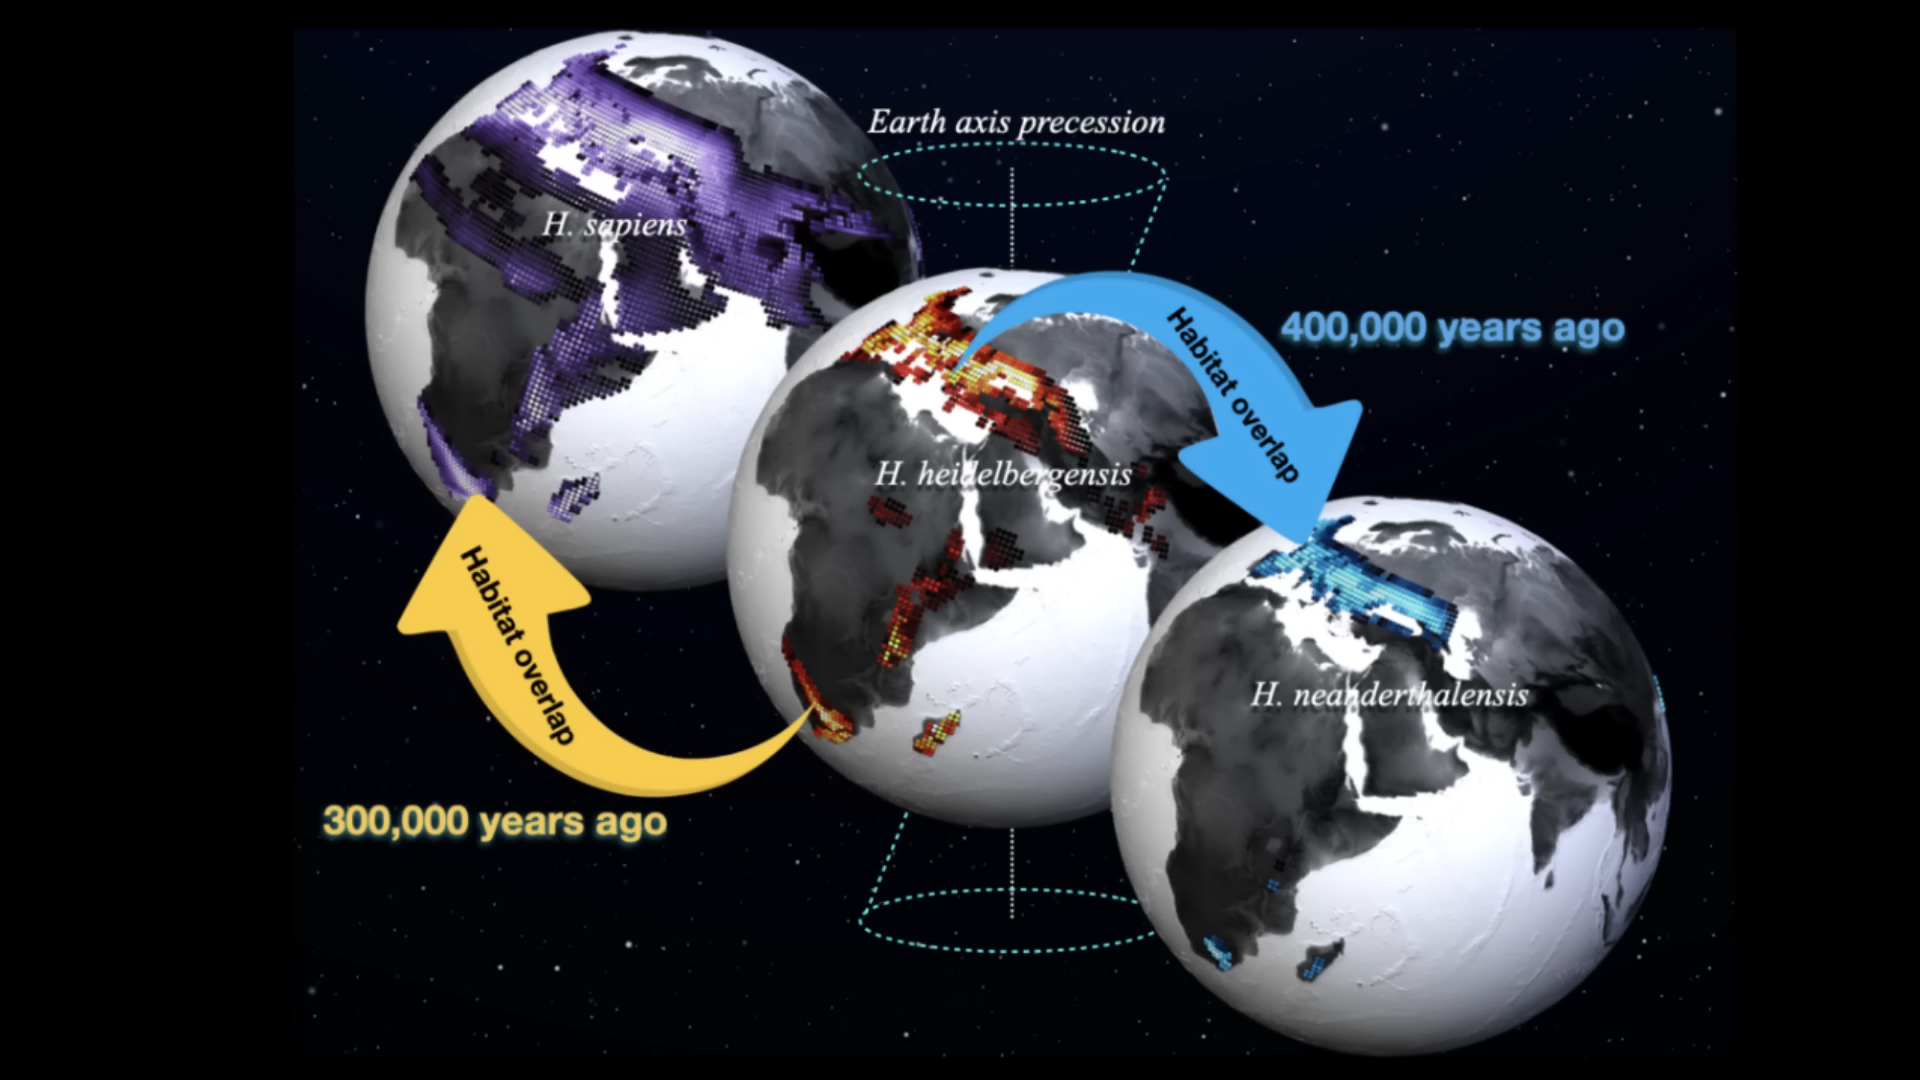 Earth axis precession
H. sapiens
Habitat overlap
400,000 years ago
H. heidelbergensis
Habitat overlap
H. neanderthalensis
300,000 years ago